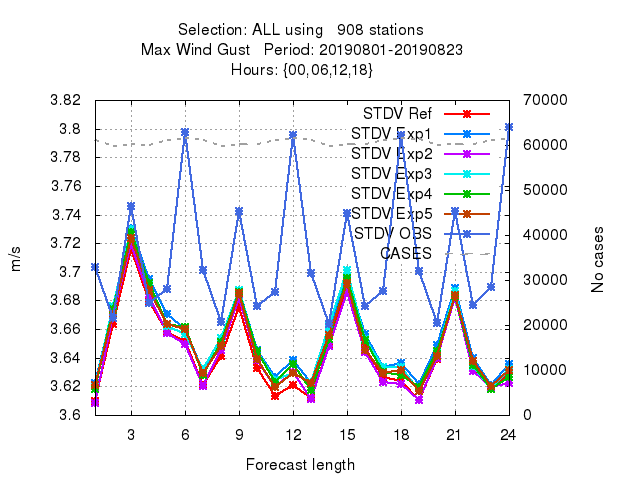 Selection: ALL using 908 stations
Max Wind Gust Period: 20190801-20190823
Hours: {00,06,12,18}
3.82
3.8
3.78
3.76
3.74
3.72
3.7
3.68
3.66
3.64
3.62
3.6
m/s
STDV Ref
STDV Exp1
STDV Exp2
STDV Exp3
STDV Exp4
STDV Exp5
STDV OBS
CASES
70000
60000
50000
40000
30000
20000
10000
0
No cases
3 6 9 12 15 18 21 24
Forecast length